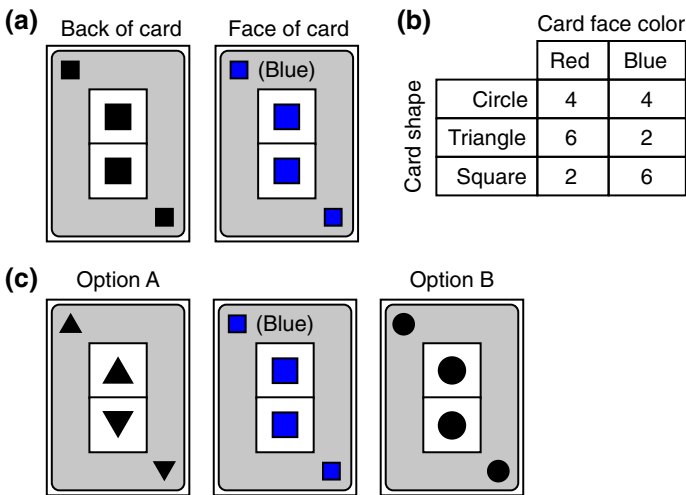 (a)
Back of card
Face of card
(Blue)
(b)
Card face color
Red
Blue
Card shape
Circle
4
4
Triangle
6
2
Square
2
6
(c)
Option A
Option B
(Blue)